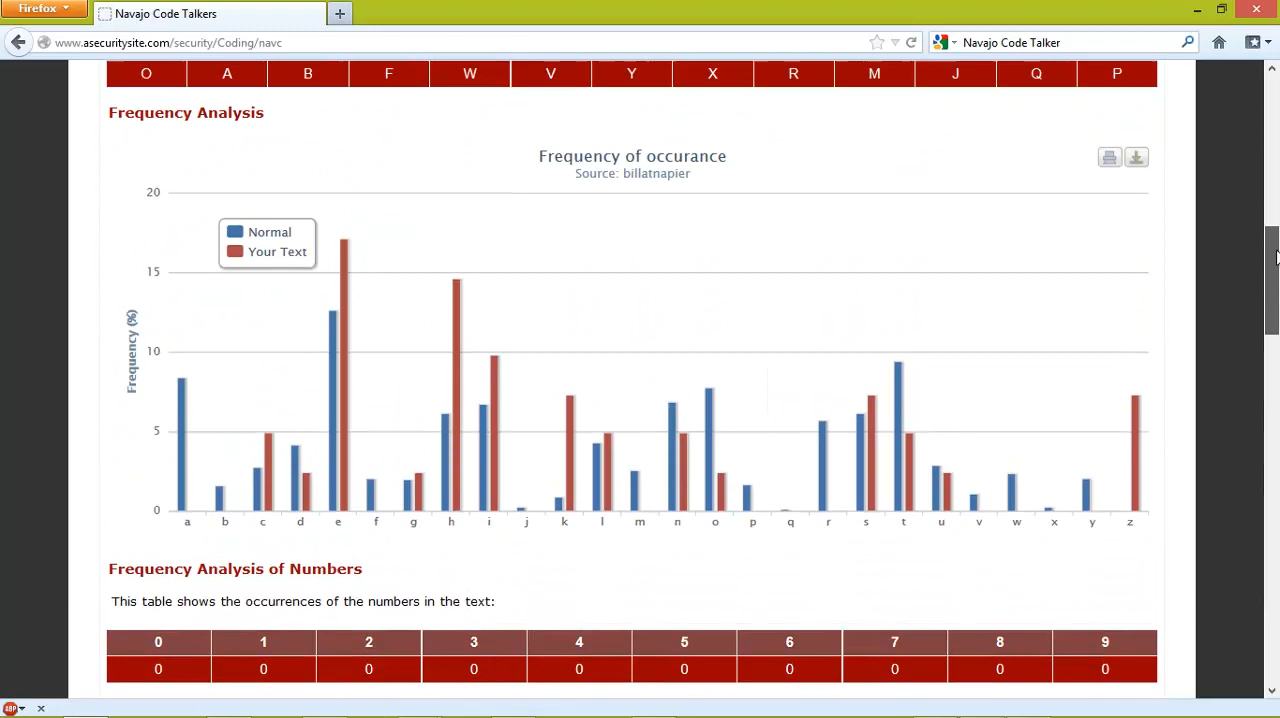 Firefox
Navajo Code Talkers
www.asecuritysite.com/security/Coding/navc
Navajo Code Talker
O A B F W V Y X R M J Q P
Frequency Analysis
Frequency of occurance
Source: billatnapier
Normal
Your Text
Frequency (%)
20
15
10
5
0
a b c d e f g h i j k l m n o p q r s t u v w x y z
Frequency Analysis of Numbers
This table shows the occurrences of the numbers in the text:
0 1 2 3 4 5 6 7 8 9
0 0 0 0 0 0 0 0 0 0
ABP